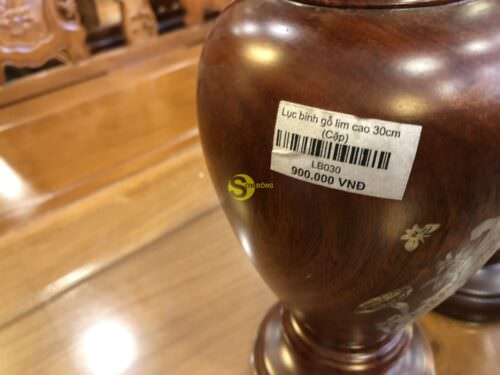 Lục bình gỗ lim cao 30cm
(Cặp)
LB030
900.000 VNĐ